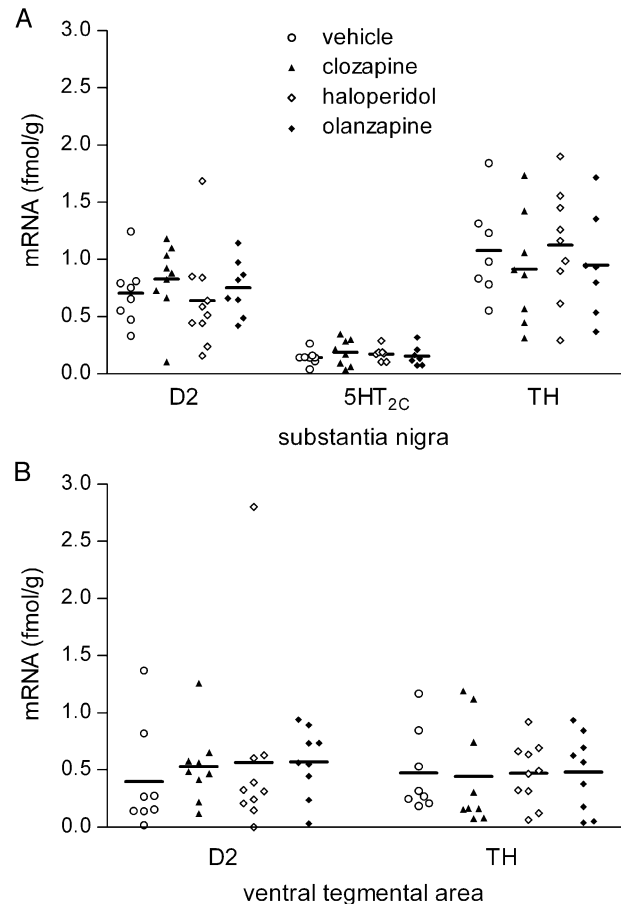 A
3.0
vehicle
clozapine
haloperidol
olanzapine
2.5
2.0
1.5
1.0
0.5
0.0
mRNA (fmol/g)
D2 5HT2C TH
substantia nigra
B
3.0
2.5
2.0
1.5
1.0
0.5
0.0
mRNA (fmol/g)
D2 TH
ventral tegmental area